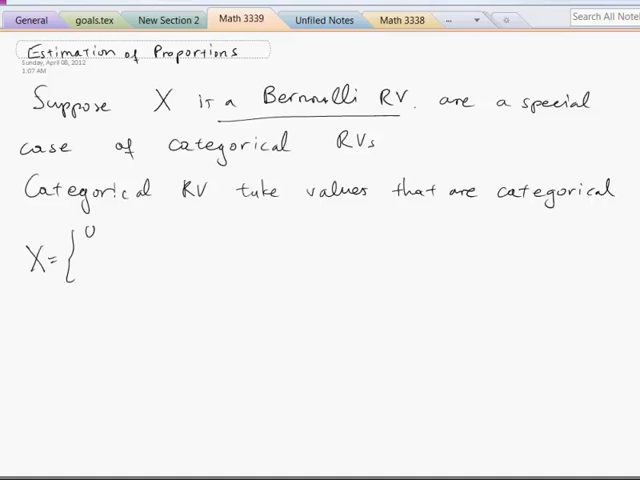 General
goals.tex
New Section 2
Math 3339
Unfiled Notes
Math 3338
...
Search All Note
Estimation of Proportions
Sunday, April 08, 2012
1:07 AM
Suppose X is a Bernoulli RV. are a special
case of categorical RVs
Categorical RV take values that are categorical
X = {